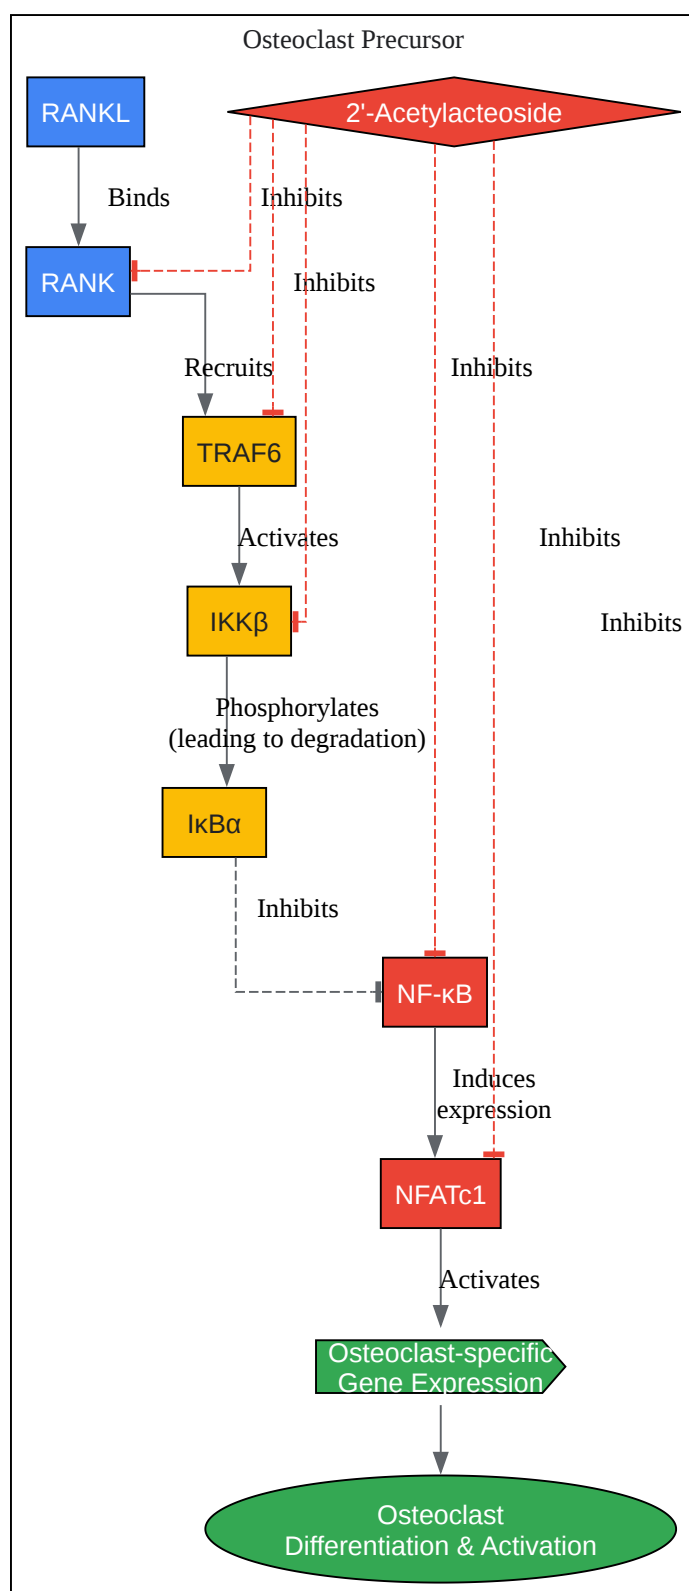 Osteoclast Precursor
RANKL
2'-Acetylacteoside
Binds
Inhibits
RANK
Inhibits
Recruits
Inhibits
TRAF6
Activates
Inhibits
IKKβ
Inhibits
Phosphorylates
(leading to degradation)
IκBα
Inhibits
NF-κB
Induces
expression
NFATc1
Activates
Osteoclast-specific
Gene Expression
Osteoclast
Differentiation & Activation